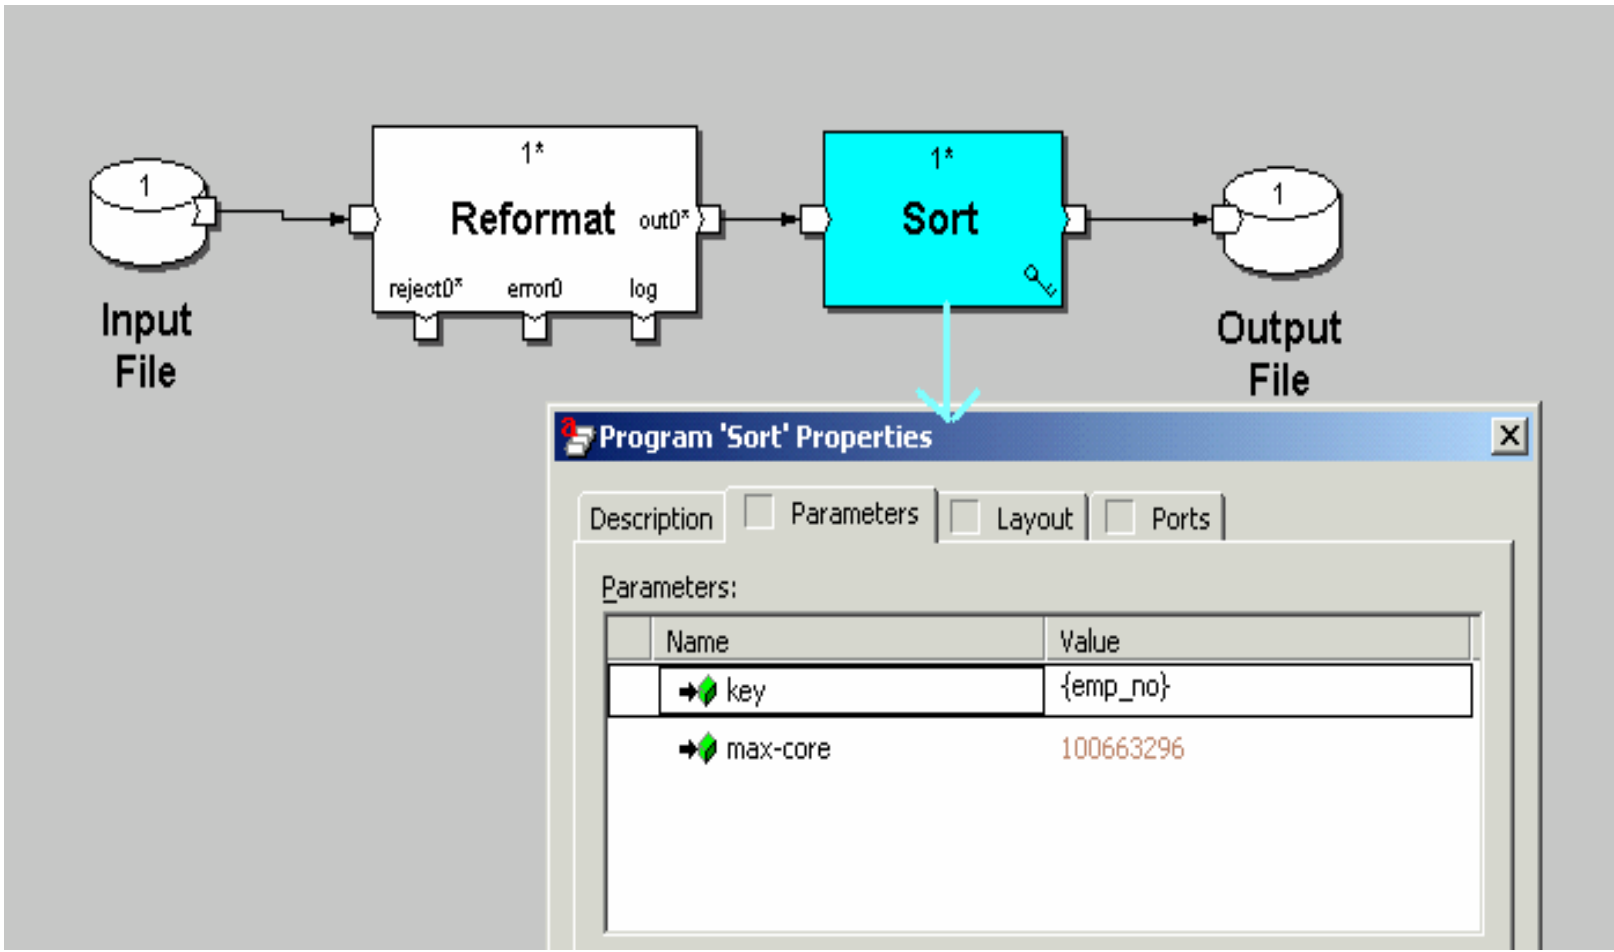 1
Input
File
1*
Reformat
out0*
reject0*
error0
log
1*
Sort
1
Output
File
Program 'Sort' Properties
Description
Parameters
Layout
Ports
Parameters:
Name
Value
key
{emp_no}
max-core
100663296